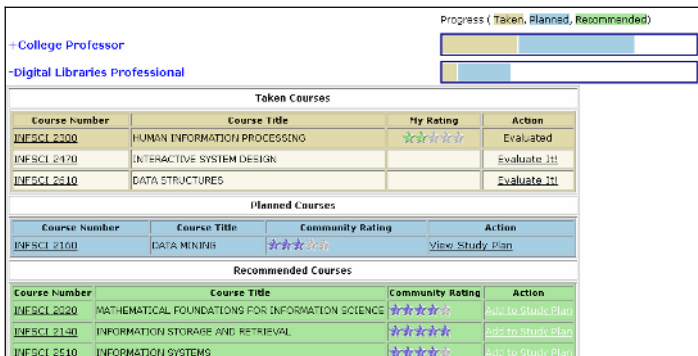 Progress ( Taken, Planned, Recommended)
+College Professor
-Digital Libraries Professional
Taken Courses
Course Number Course Title My Rating Action
INFSCI 2300 HUMAN INFORMATION PROCESSING Evaluated
INFSCI 2470 INTERACTIVE SYSTEM DESIGN Evaluate It!
INFSCI 2610 DATA STRUCTURES Evaluate It!
Planned Courses
Course Number Course Title Community Rating Action
INFSCI 2160 DATA MINING View Study Plan
Recommended Courses
Course Number Course Title Community Rating Action
INFSCI 2020 MATHEMATICAL FOUNDATIONS FOR INFORMATION SCIENCE Add to Study Plan
INFSCI 2140 INFORMATION STORAGE AND RETRIEVAL Add to Study Plan
INFSCI 2510 INFORMATION SYSTEMS Add to Study Plan